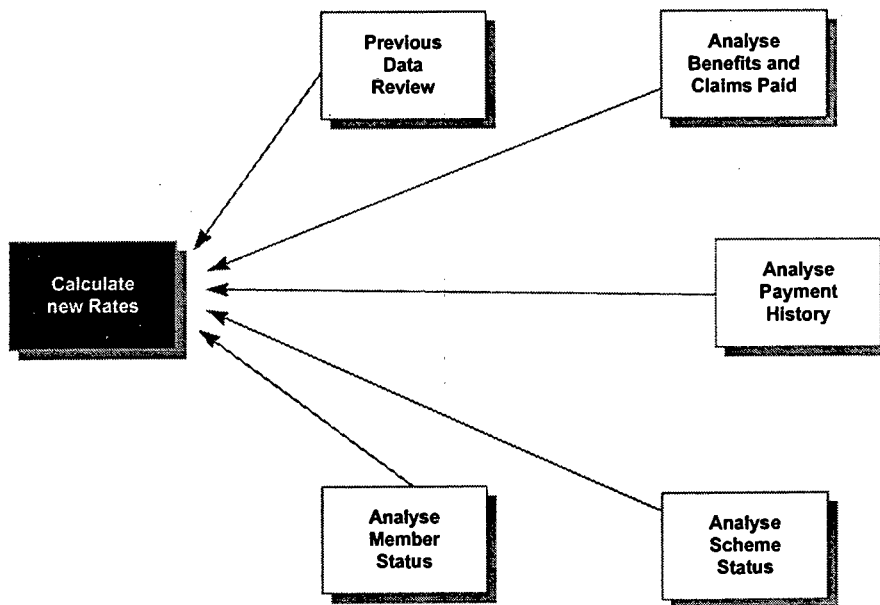 Previous
Data
Review
Analyse
Benefits and
Claims Paid
Calculate
new Rates
Analyse
Payment
History
Analyse
Member
Status
Analyse
Scheme
Status